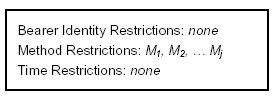 Bearer Identity Restrictions: none
Method Restrictions: M1, M2, … Mj
Time Restrictions: none